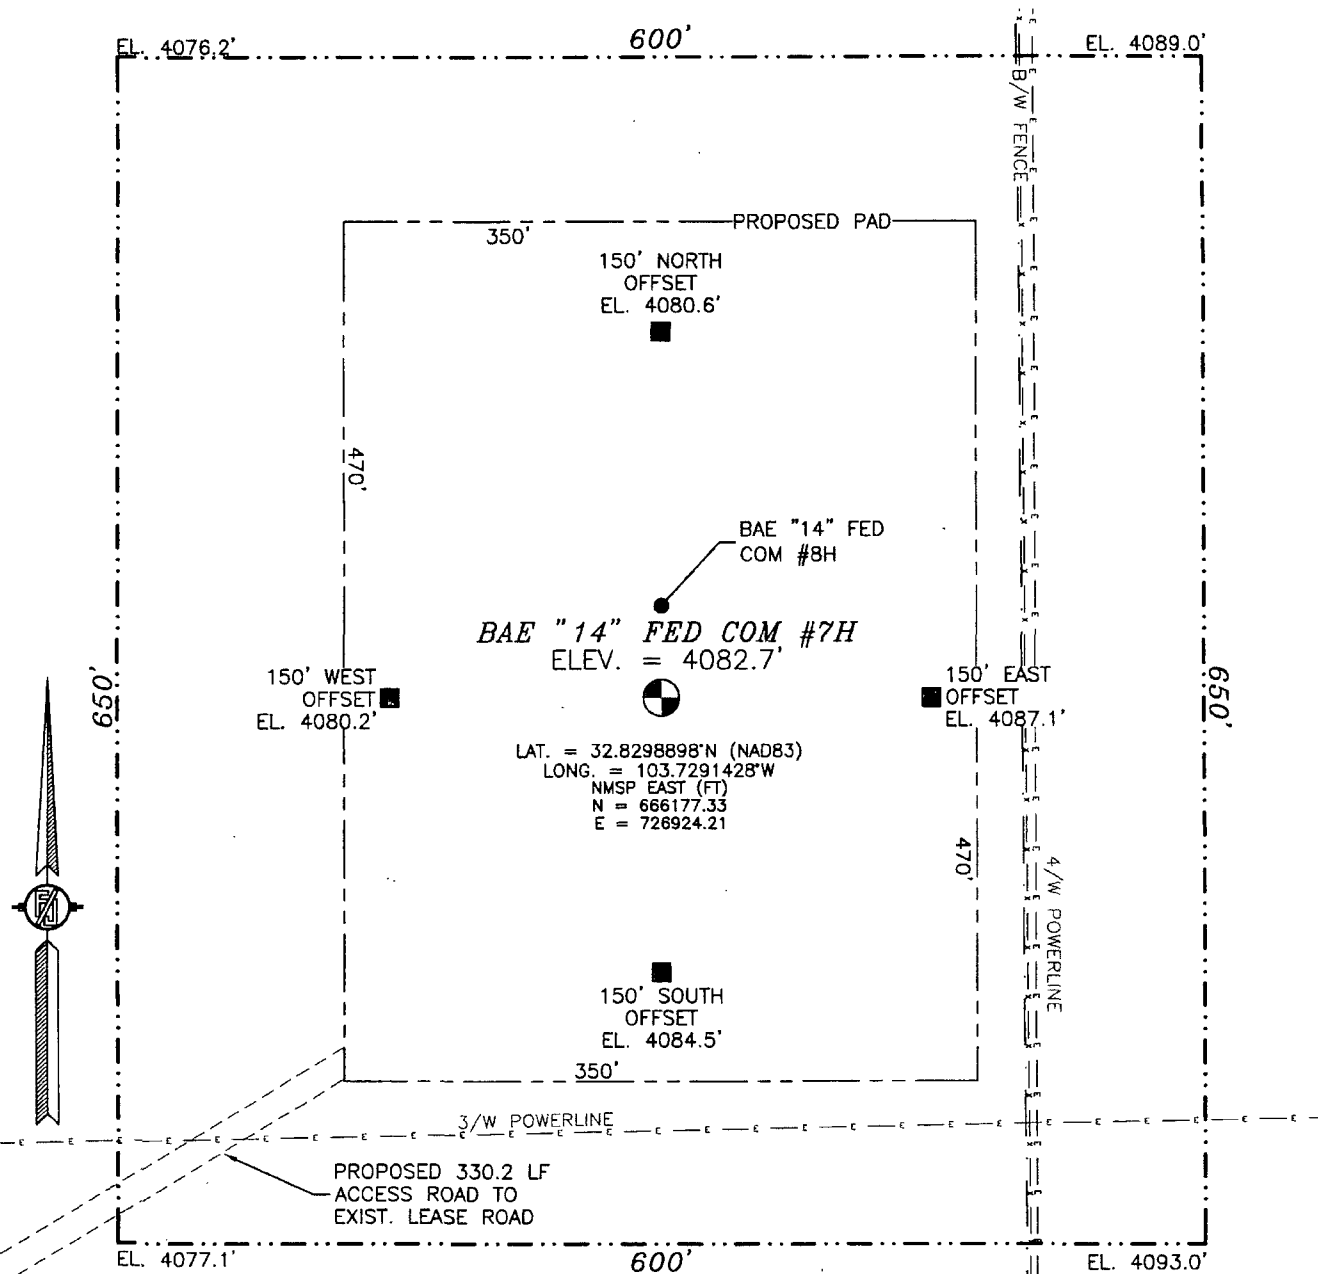 EL. 4076.2'
600'
EL. 4089.0'
B/W FENCE
350'
PROPOSED PAD
150' NORTH
OFFSET
EL. 4080.6'
470'
BAE "14" FED
COM #8H
BAE "14" FED COM #7H
ELEV. = 4082.7'
650'
150' WEST
OFFSET
EL. 4080.2'
150' EAST
OFFSET
EL. 4087.1'
650'
LAT. = 32.8298898°N (NAD83)
LONG. = 103.7291428°W
NMSP EAST (FT)
N = 666177.33
E = 726924.21
470'
4/W POWERLINE
150' SOUTH
OFFSET
EL. 4084.5'
350'
3/W POWERLINE
PROPOSED 330.2 LF
ACCESS ROAD TO
EXIST. LEASE ROAD
EL. 4077.1'
600'
EL. 4093.0'